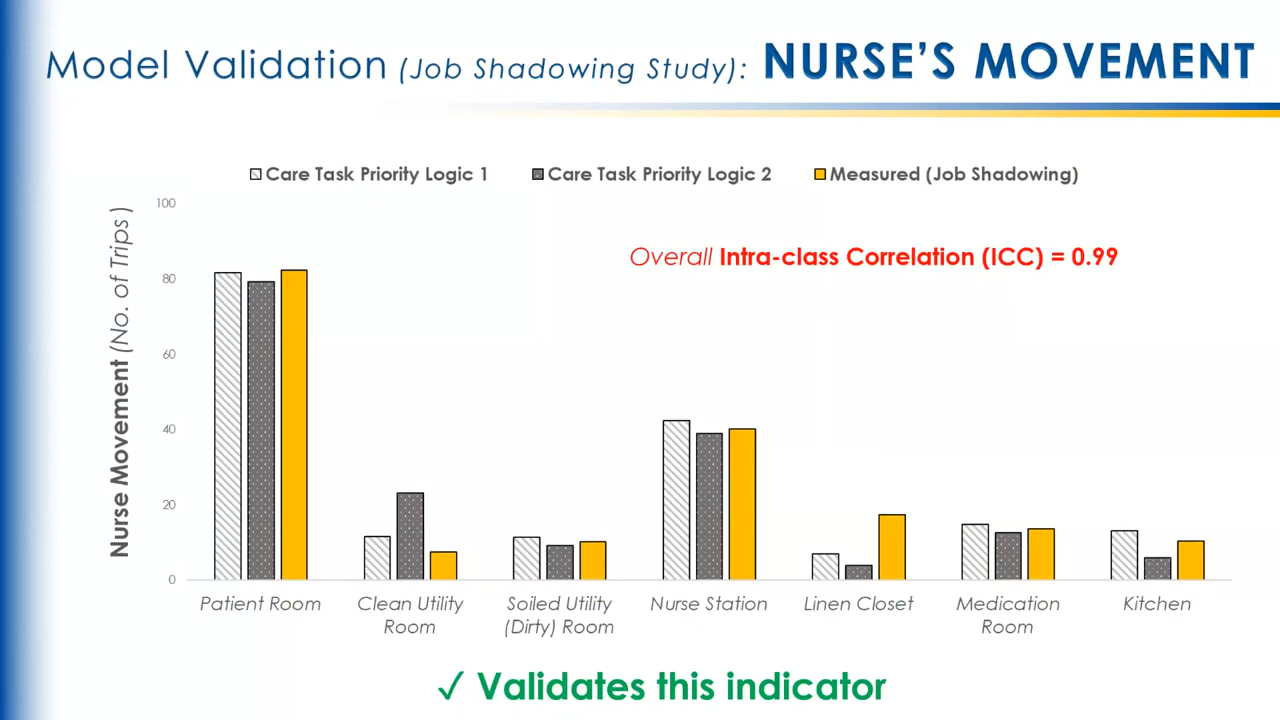 Model Validation (Job Shadowing Study): NURSE'S MOVEMENT
Care Task Priority Logic 1 Care Task Priority Logic 2 Measured (Job Shadowing)
Overall Intra-class Correlation (ICC) = 0.99
Nurse Movement (No. of Trips )
100
80
60
40
20
0
Patient Room
Clean Utility
Room
Soiled Utility
(Dirty) Room
Nurse Station
Linen Closet
Medication
Room
Kitchen
✓ Validates this indicator